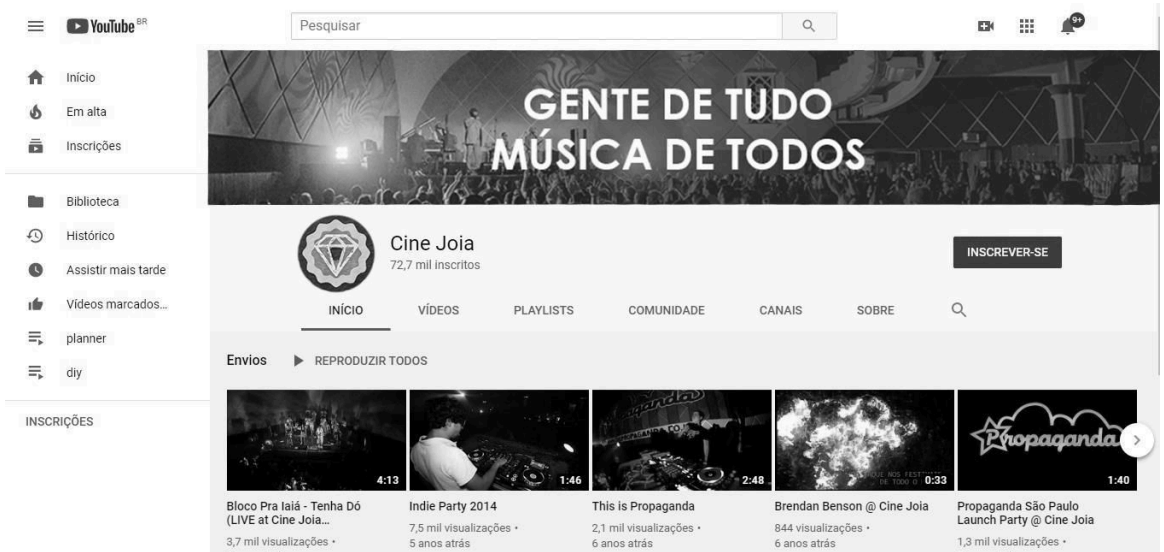 YouTube BR
Pesquisar
9+
Início
Em alta
Inscrições
Biblioteca
Histórico
Assistir mais tarde
Vídeos marcados...
planner
diy
INSCRIÇÕES
GENTE DE TUDO
MÚSICA DE TODOS
Cine Joia
72,7 mil inscritos
INSCREVER-SE
INÍCIO VÍDEOS PLAYLISTS COMUNIDADE CANAIS SOBRE
Envios REPRODUZIR TODOS
4:13
Bloco Pra Iaiá - Tenha Dó
(LIVE at Cine Joia...
3,7 mil visualizações •
1:46
Indie Party 2014
7,5 mil visualizações •
5 anos atrás
2:48
This is Propaganda
2,1 mil visualizações •
6 anos atrás
DE TODO O
0:33
Brendan Benson @ Cine Joia
844 visualizações •
6 anos atrás
Propaganda
1:40
Propaganda São Paulo
Launch Party @ Cine Joia
1,3 mil visualizações •